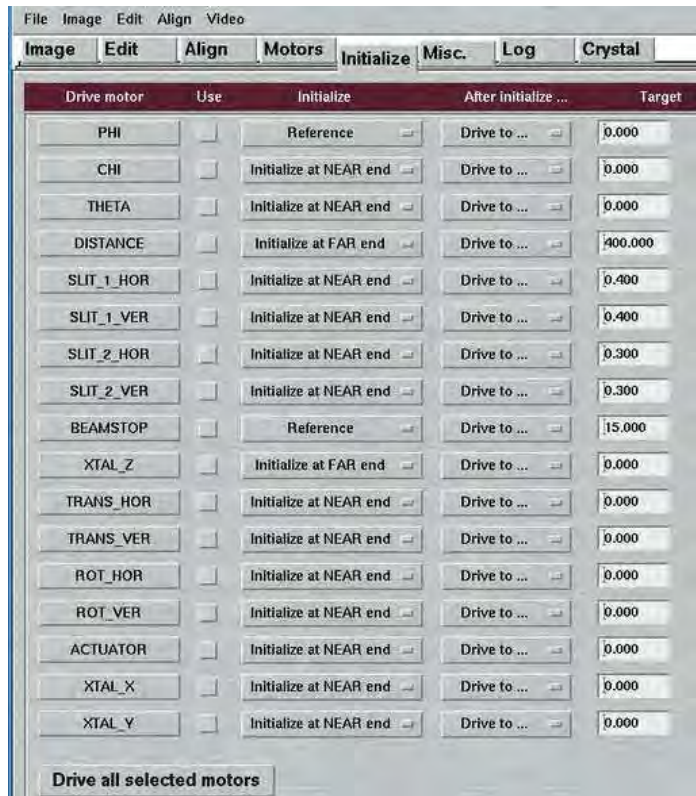 File Image Edit Align Video
Image Edit Align Motors Initialize Misc. Log Crystal
Drive motor Use Initialize After initialize ... Target
PHI Reference Drive to ... 0.000
CHI Initialize at NEAR end Drive to ... 0.000
THETA Initialize at NEAR end Drive to ... 0.000
DISTANCE Initialize at FAR end Drive to ... 400.000
SLIT_1_HOR Initialize at NEAR end Drive to ... 0.400
SLIT_1_VER Initialize at NEAR end Drive to ... 0.400
SLIT_2_HOR Initialize at NEAR end Drive to ... 0.300
SLIT_2_VER Initialize at NEAR end Drive to ... 0.300
BEAMSTOP Reference Drive to ... 15.000
XTAL_Z Initialize at FAR end Drive to ... 0.000
TRANS_HOR Initialize at NEAR end Drive to ... 0.000
TRANS_VER Initialize at NEAR end Drive to ... 0.000
ROT_HOR Initialize at NEAR end Drive to ... 0.000
ROT_VER Initialize at NEAR end Drive to ... 0.000
ACTUATOR Initialize at NEAR end Drive to ... 0.000
XTAL_X Initialize at NEAR end Drive to ... 0.000
XTAL_Y Initialize at NEAR end Drive to ... 0.000
Drive all selected motors